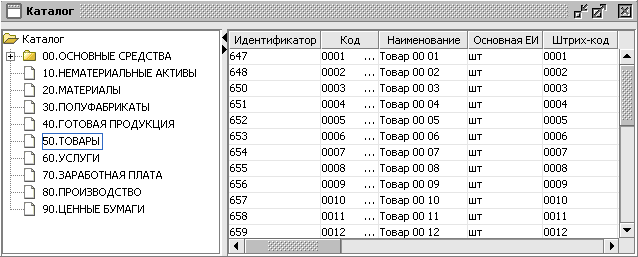 Каталог
Каталог
00.ОСНОВНЫЕ СРЕДСТВА
10.НЕМАТЕРИАЛЬНЫЕ АКТИВЫ
20.МАТЕРИАЛЫ
30.ПОЛУФАБРИКАТЫ
40.ГОТОВАЯ ПРОДУКЦИЯ
50.ТОВАРЫ
60.УСЛУГИ
70.ЗАРАБОТНАЯ ПЛАТА
80.ПРОИЗВОДСТВО
90.ЦЕННЫЕ БУМАГИ
Идентификатор Код Наименование Основная ЕИ Штрих-код
647 0001 ... Товар 00 01 шт 0001
648 0002 ... Товар 00 02 шт 0002
650 0003 ... Товар 00 03 шт 0003
651 0004 ... Товар 00 04 шт 0004
652 0005 ... Товар 00 05 шт 0005
653 0006 ... Товар 00 06 шт 0006
654 0007 ... Товар 00 07 шт 0007
655 0008 ... Товар 00 08 шт 0008
656 0009 ... Товар 00 09 шт 0009
657 0010 ... Товар 00 10 шт 0010
658 0011 ... Товар 00 11 шт 0011
659 0012 ... Товар 00 12 шт 0012